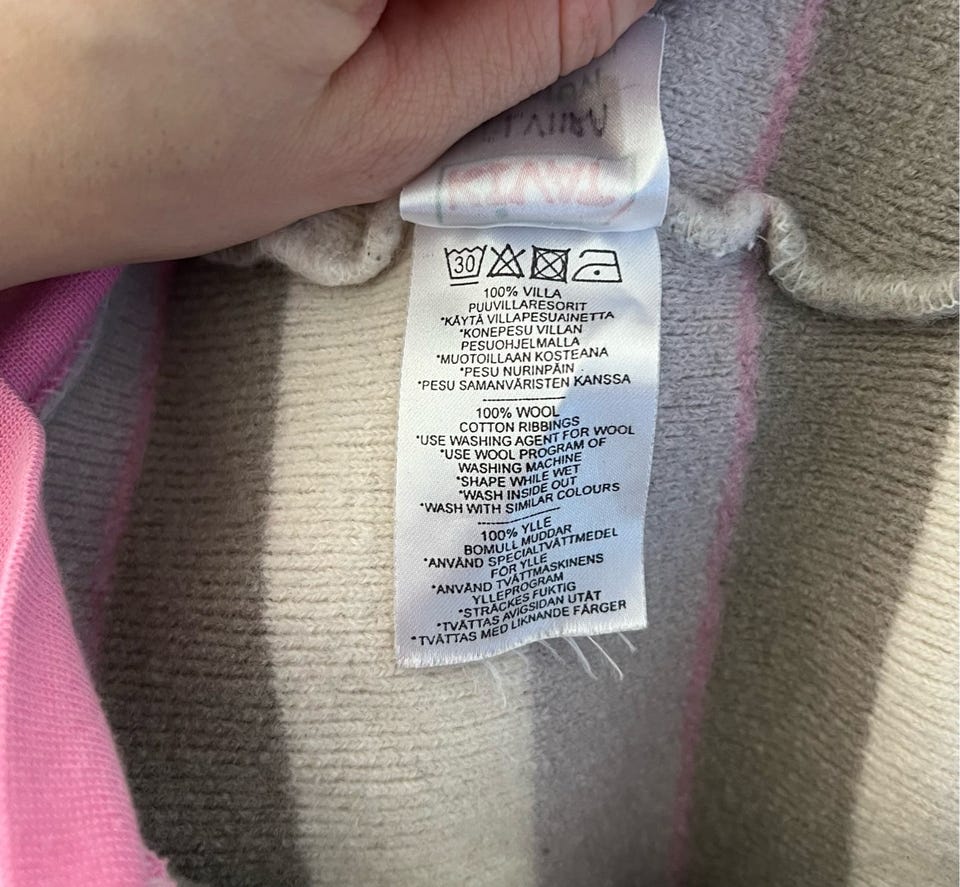 30
100% VILLA
PUUVILLARESORIT
*KÄYTÄ VILLAPESUAINETTA
*KONEPESU VILLAN
PESUOHJELMALLA
*MUOTOILLAAN KOSTEANA
*PESU NURINPÄIN
*PESU SAMANVÄRISTEN KANSSA
100% WOOL
COTTON RIBBINGS
*USE WASHING AGENT FOR WOOL
*USE WOOL PROGRAM OF
WASHING MACHINE
*SHAPE WHILE WET
*WASH INSIDE OUT
*WASH WITH SIMILAR COLOURS
100% YLLE
BOMULL MUDDAR
*ANVÄND SPECIALTVÄTTMEDEL
FÖR YLLE
*ANVÄND TVÄTTMASKINENS
YLLEPROGRAM
*STRÄCKES FUKTIG
*TVÄTTAS AVIGSIDAN UTÅT
*TVÄTTAS MED LIKNANDE FÄRGER